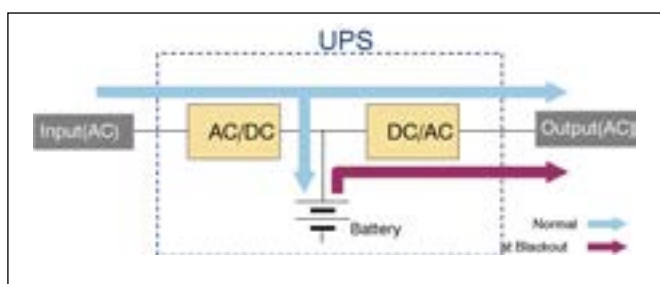 UPS
Input(AC)
AC/DC
DC/AC
Output(AC)
Battery
Normal
t Blackout